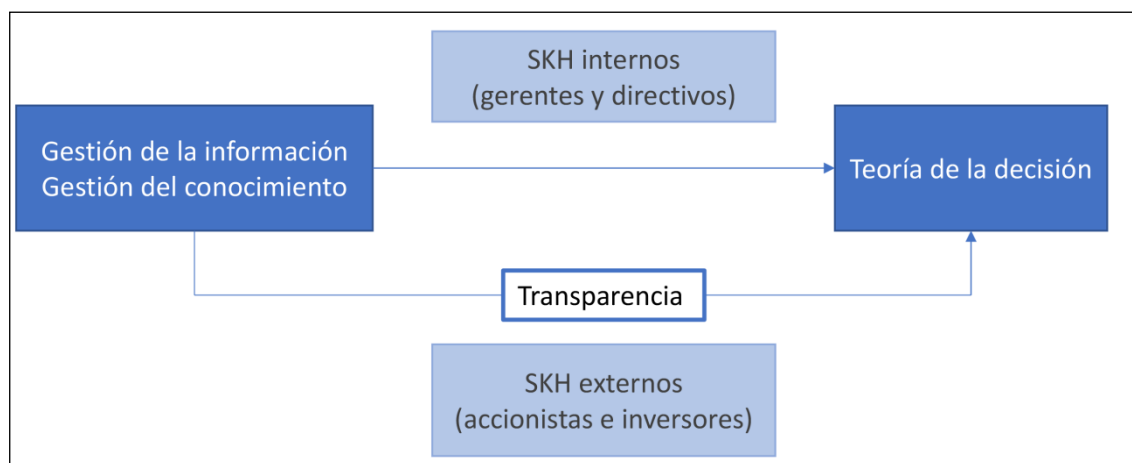 SKH internos
(gerentes y directivos)
Gestión de la información
Gestión del conocimiento
Teoría de la decisión
Transparencia
SKH externos
(accionistas e inversores)